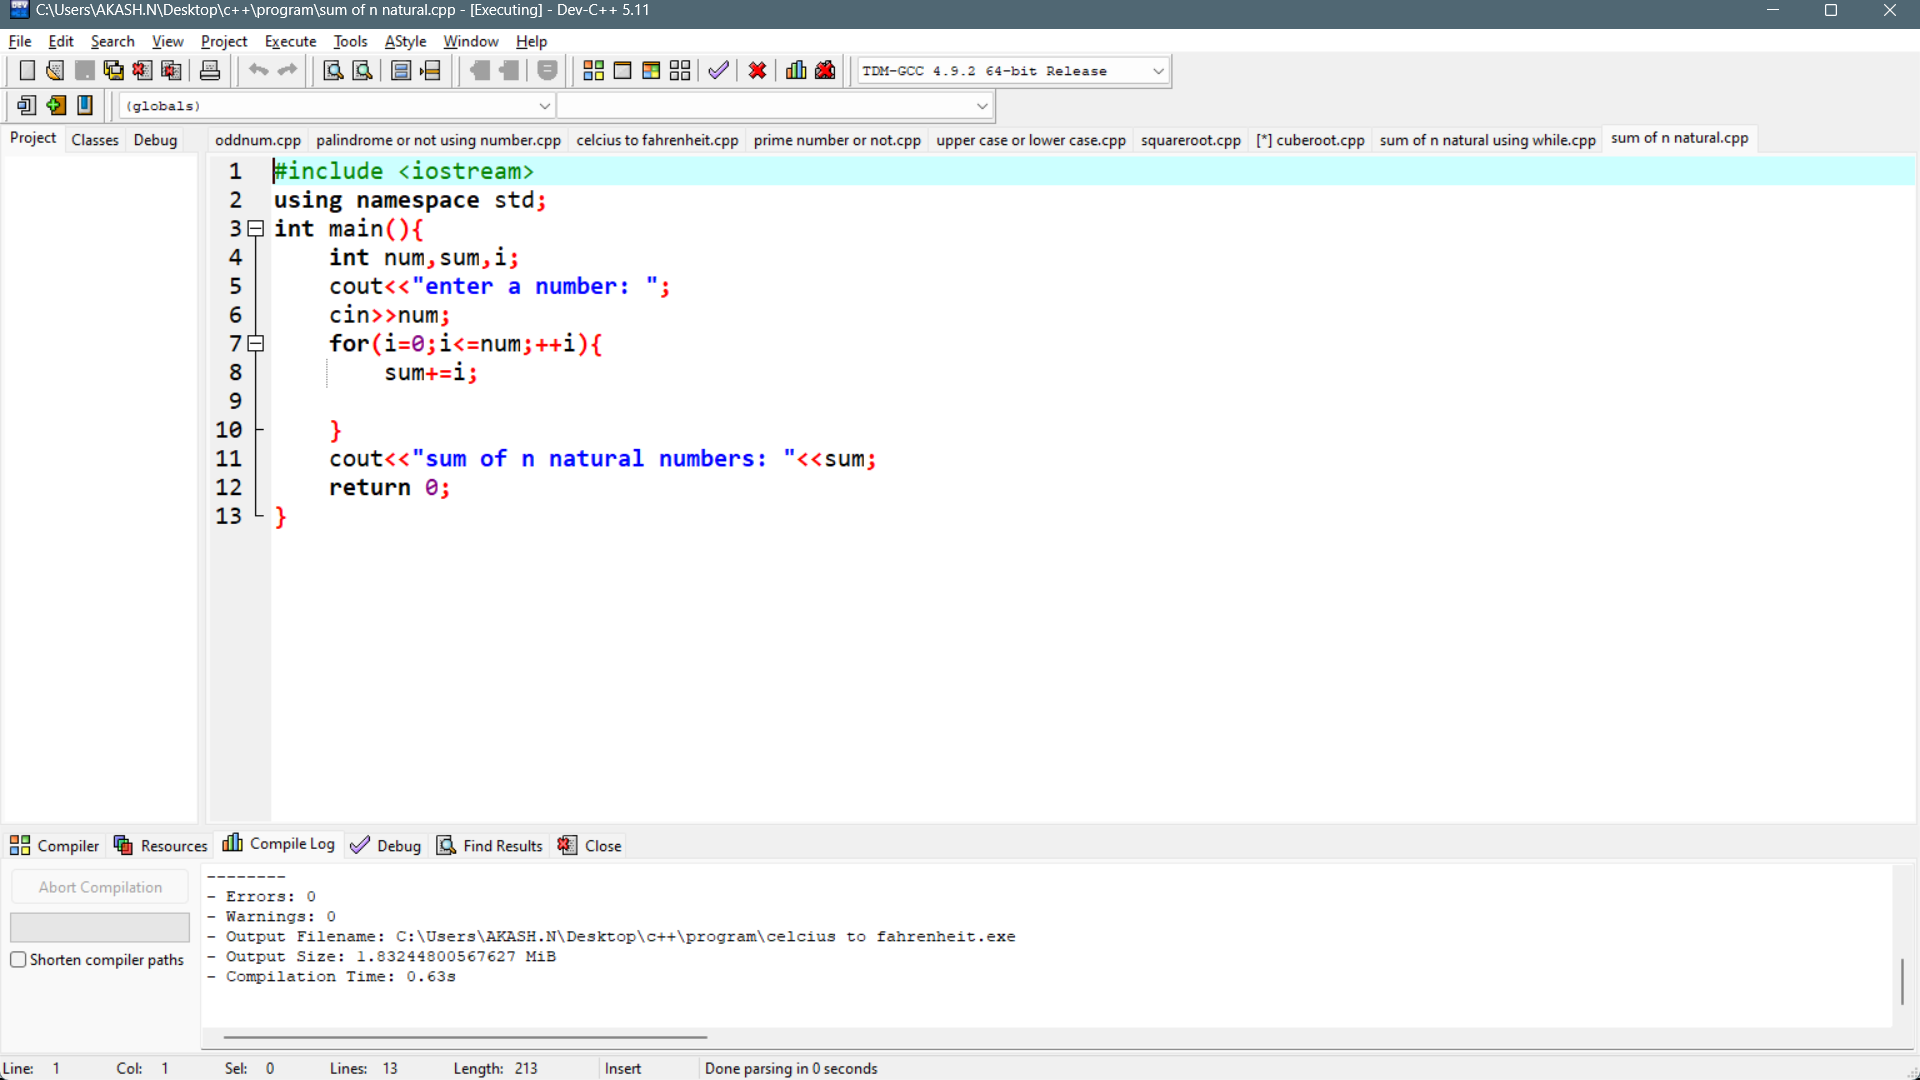 C:\Users\AKASH.N\Desktop\c++\program\sum of n natural.cpp - [Executing] - Dev-C++ 5.11
File Edit Search View Project Execute Tools AStyle Window Help
TDM-GCC 4.9.2 64-bit Release
(globals)
Project Classes Debug oddnum.cpp palindrome or not using number.cpp celcius to fahrenheit.cpp prime number or not.cpp upper case or lower case.cpp squareroot.cpp [*] cuberoot.cpp sum of n natural using while.cpp sum of n natural.cpp
1 #include <iostream>
2 using namespace std;
3 int main(){
4 int num,sum,i;
5 cout<<"enter a number: ";
6 cin>>num;
7 for(i=0;i<=num;++i){
8 sum+=i;
9
10 }
11 cout<<"sum of n natural numbers: "<<sum;
12 return 0;
13 }
Compiler Resources Compile Log Debug Find Results Close
Abort Compilation
Shorten compiler paths
--------
- Errors: 0
- Warnings: 0
- Output Filename: C:\Users\AKASH.N\Desktop\c++\program\celcius to fahrenheit.exe
- Output Size: 1.83244800567627 MiB
- Compilation Time: 0.63s
Line: 1 Col: 1 Sel: 0 Lines: 13 Length: 213 Insert Done parsing in 0 seconds